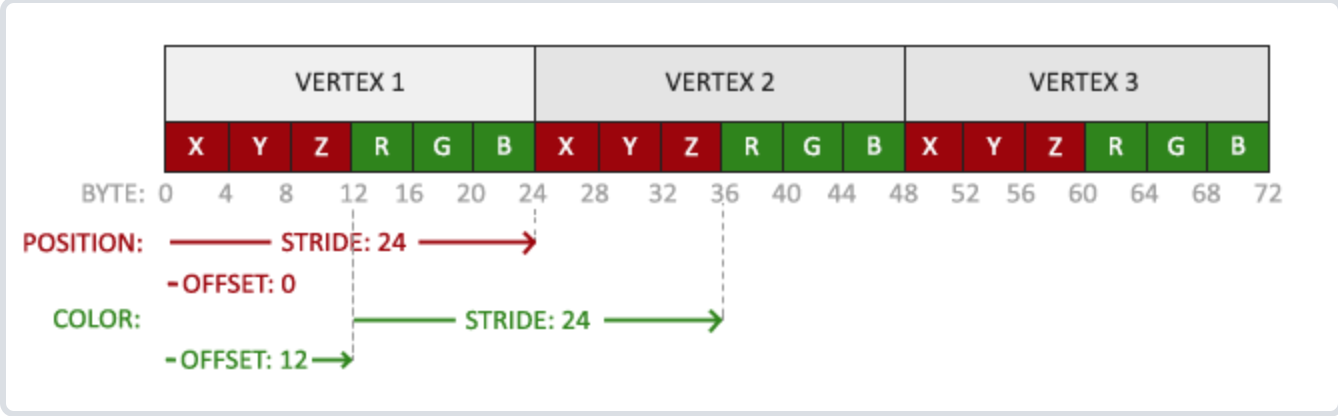 VERTEX 1 VERTEX 2 VERTEX 3
X Y Z R G B X Y Z R G B X Y Z R G B
BYTE: 0 4 8 12 16 20 24 28 32 36 40 44 48 52 56 60 64 68 72
POSITION: STRIDE: 24
-OFFSET: 0
COLOR: STRIDE: 24
-OFFSET: 12